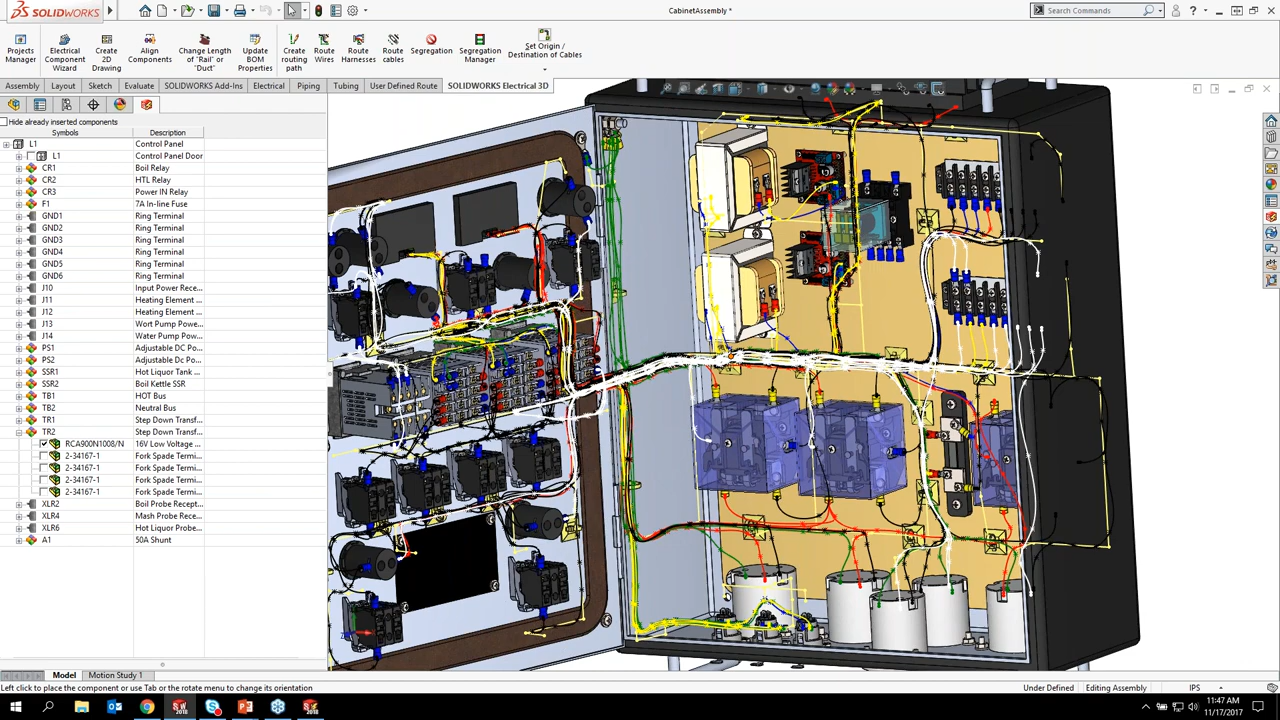 SOLIDWORKS
CabinetAssembly *
Search Commands
Projects Manager
Electrical Component Wizard
Create 2D Drawing
Align Components
Change Length of "Rail" or "Duct"
Update BOM Properties
Create routing path
Route Wires
Route Harnesses
Route cables
Segregation
Segregation Manager
Set Origin / Destination of Cables
Assembly Layout Sketch Evaluate SOLIDWORKS Add-Ins Electrical Piping Tubing User Defined Route SOLIDWORKS Electrical 3D
Hide already inserted components
Symbols Description
L1 Control Panel
L1 Control Panel Door
CR1 Boil Relay
CR2 HTL Relay
CR3 Power IN Relay
F1 7A In-line Fuse
GND1 Ring Terminal
GND2 Ring Terminal
GND3 Ring Terminal
GND4 Ring Terminal
GND5 Ring Terminal
GND6 Ring Terminal
J10 Input Power Rece...
J11 Heating Element ...
J12 Heating Element ...
J13 Wort Pump Powe...
J14 Water Pump Powe...
PS1 Adjustable DC Po...
PS2 Adjustable Dc Po...
SSR1 Hot Liquor Tank ...
SSR2 Boil Kettle SSR
TB1 HOT Bus
TB2 Neutral Bus
TR1 Step Down Transf...
TR2 Step Down Transf...
RCA900N1008/N 16V Low Voltage ...
2-34167-1 Fork Spade Termi...
2-34167-1 Fork Spade Termi...
2-34167-1 Fork Spade Termi...
2-34167-1 Fork Spade Termi...
XLR2 Boil Probe Recept...
XLR4 Mash Probe Rece...
XLR6 Hot Liquor Probe...
A1 50A Shunt
Model Motion Study 1
Left click to place the component or use Tab or the rotate menu to change its orientation
Under Defined Editing Assembly IPS
11:47 AM
11/17/2017